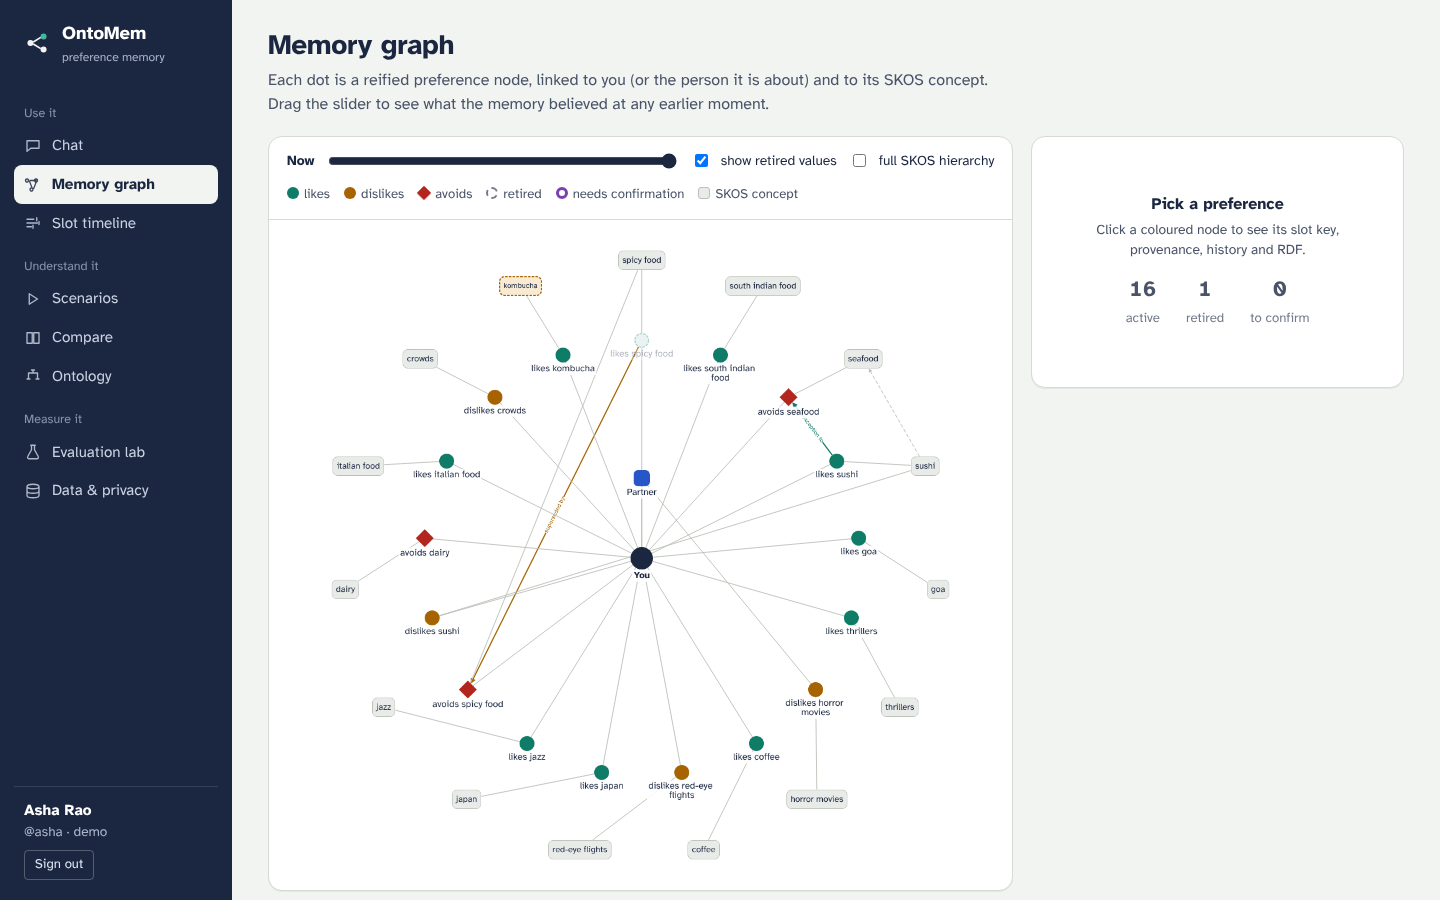 OntoMem
preference memory
Use it
Chat
Memory graph
Slot timeline
Understand it
Scenarios
Compare
Ontology
Measure it
Evaluation lab
Data & privacy
Asha Rao
@asha · demo
Sign out
Memory graph
Each dot is a reified preference node, linked to you (or the person it is about) and to its SKOS concept.
Drag the slider to see what the memory believed at any earlier moment.
Now
show retired values
full SKOS hierarchy
likes
dislikes
avoids
retired
needs confirmation
SKOS concept
spicy food
kombucha
south indian food
likes spicy food
crowds
likes kombucha
likes south indian
food
seafood
dislikes crowds
avoids seafood
italian food
likes italian food
likes sushi
sushi
Partner
superseded by
avoids dairy
likes goa
You
dairy
goa
dislikes sushi
likes thrillers
avoids spicy food
dislikes horror
movies
jazz
thrillers
likes jazz
likes coffee
likes japan
dislikes red-eye
flights
japan
horror movies
red-eye flights
coffee
Pick a preference
Click a coloured node to see its slot key,
provenance, history and RDF.
16
active
1
retired
0
to confirm